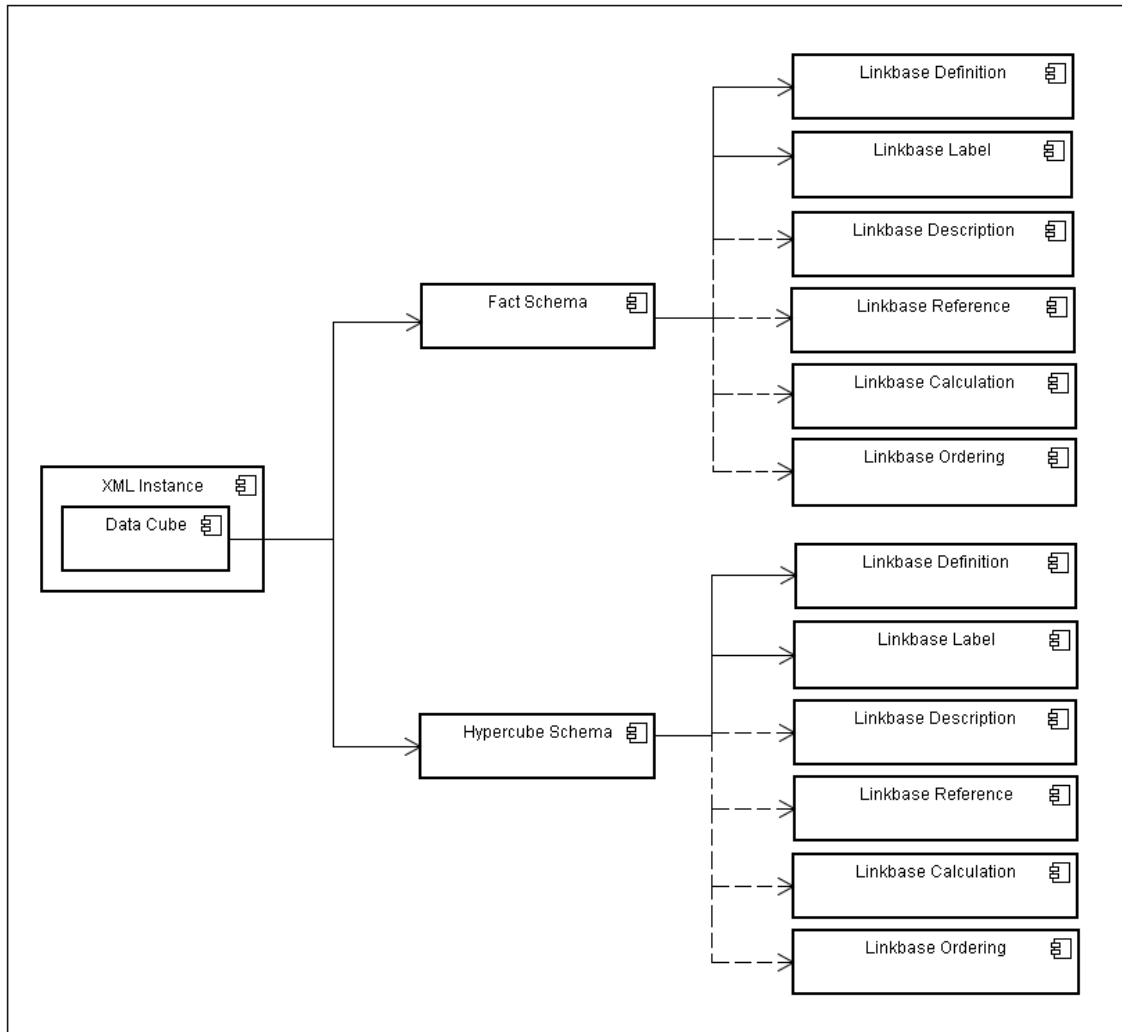 Linkbase Definition
Linkbase Label
Linkbase Description
Fact Schema
Linkbase Reference
Linkbase Calculation
Linkbase Ordering
XML Instance
Data Cube
Linkbase Definition
Linkbase Label
Linkbase Description
Hypercube Schema
Linkbase Reference
Linkbase Calculation
Linkbase Ordering